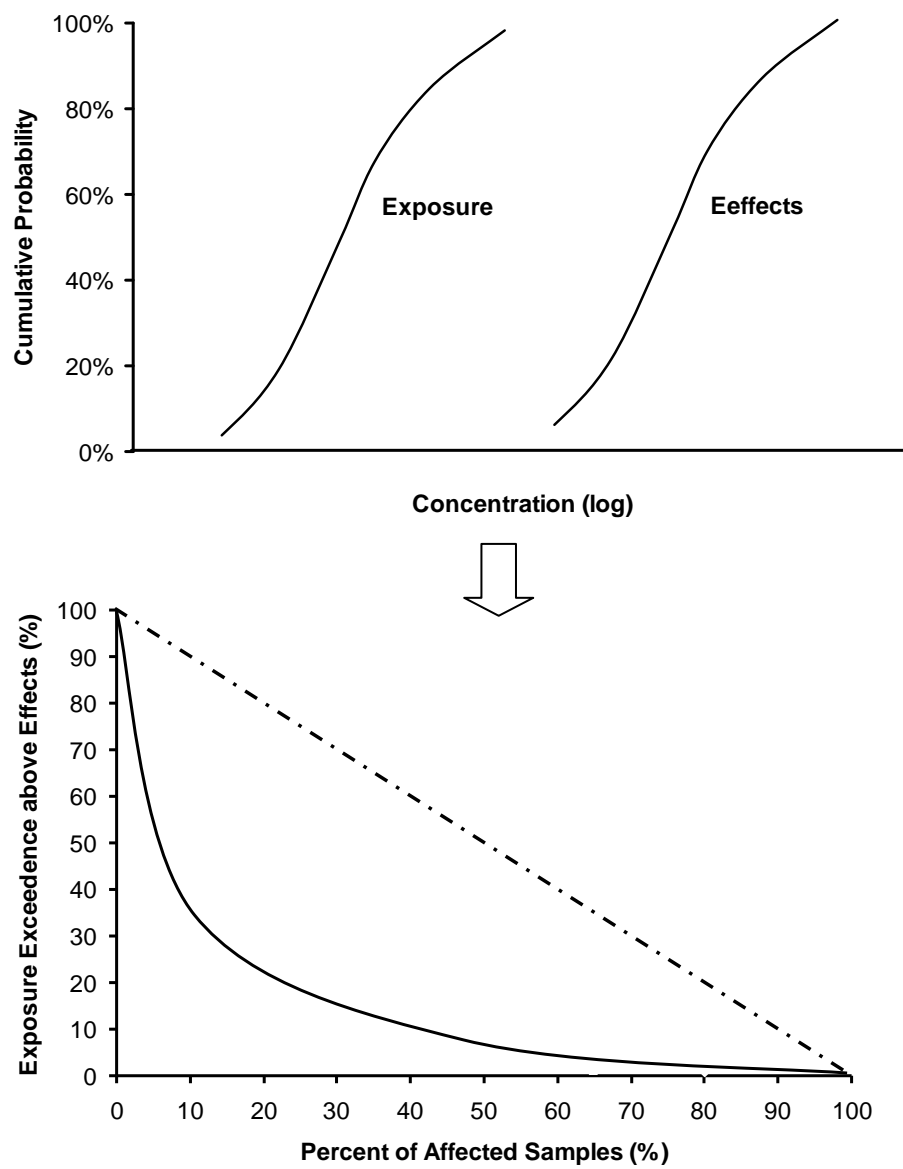 100%
80%
60%
40%
20%
0%
Cumulative Probability
Exposure
Eeffects
Concentration (log)
100
90
80
70
60
50
40
30
20
10
0
Exposure Exceedence above Effects (%)
0 10 20 30 40 50 60 70 80 90 100
Percent of Affected Samples (%)